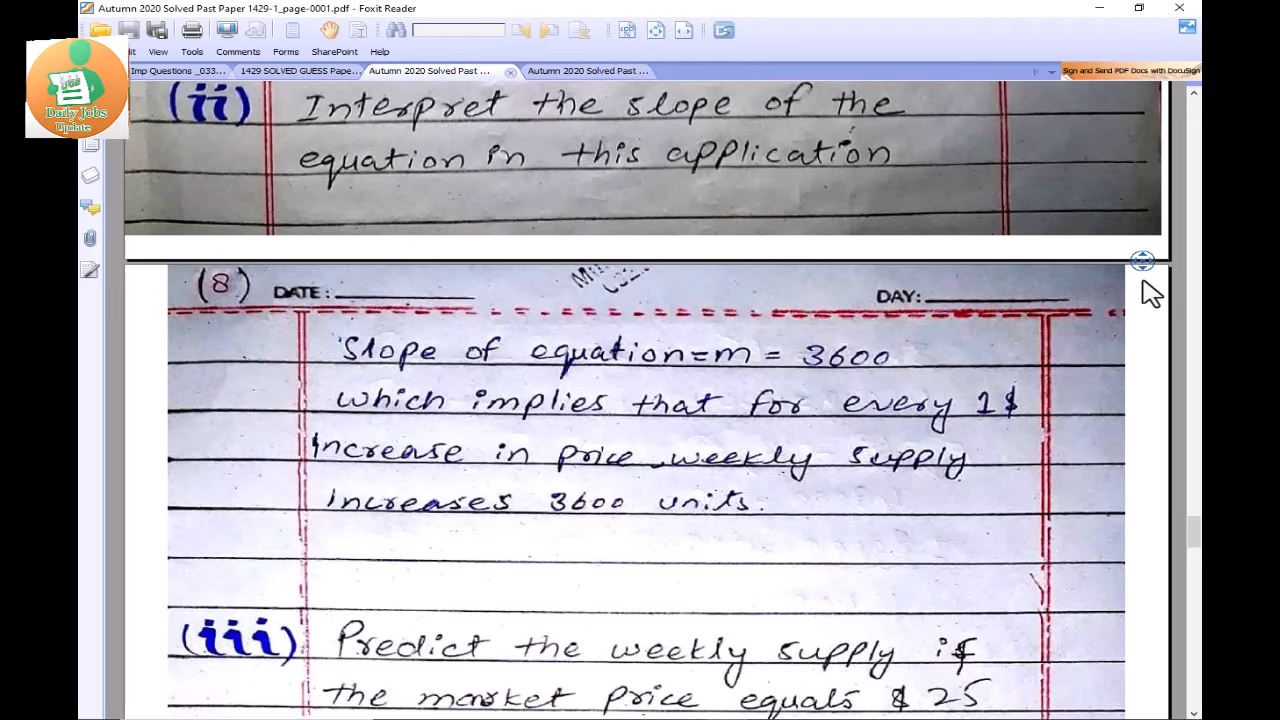 Autumn 2020 Solved Past Paper 1429-1_page-0001.pdf - Foxit Reader
View Tools Comments Forms SharePoint Help
Imp Questions _033... 1429 SOLVED GUESS Pape... Autumn 2020 Solved Past ... Autumn 2020 Solved Past ... Sign and Send PDF Docs with DocuSign
Daily Jobs
Update
(ii) Interpret the slope of the
equation in this application
(8) DATE: DAY:
Slope of equation=m = 3600
which implies that for every 1$
increase in price weekly supply
increases 3600 units.
(iii) Predict the weekly supply if
the market price equals $ 25